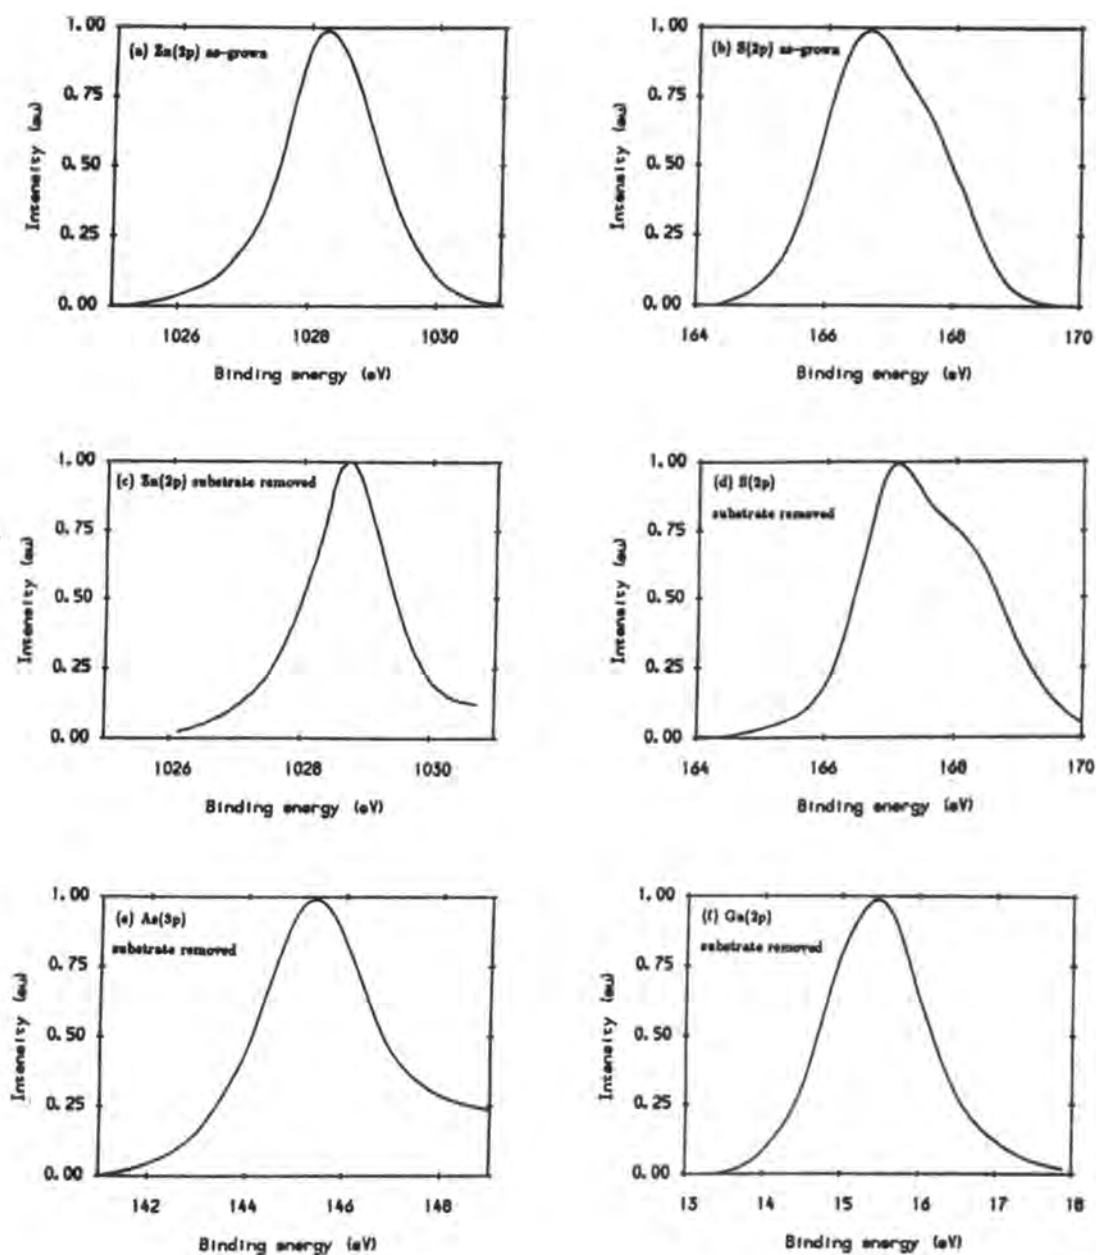 (a) Zn(2p) as-grown
1.00
0.75
0.50
0.25
0.00
Intensity (au)
1026 1028 1030
Binding energy (eV)
(b) S(2p) as-grown
1.00
0.75
0.50
0.25
0.00
Intensity (au)
164 166 168 170
Binding energy (eV)
(c) Zn(2p) substrate removed
1.00
0.75
0.50
0.25
0.00
Intensity (au)
1026 1028 1030
Binding energy (eV)
(d) S(2p)
substrate removed
1.00
0.75
0.50
0.25
0.00
Intensity (au)
164 166 168 170
Binding energy (eV)
(e) As(3p)
substrate removed
1.00
0.75
0.50
0.25
0.00
Intensity (au)
142 144 146 148
Binding energy (eV)
(f) Ga(2p)
substrate removed
1.00
0.75
0.50
0.25
0.00
Intensity (au)
13 14 15 16 17 18
Binding energy (eV)